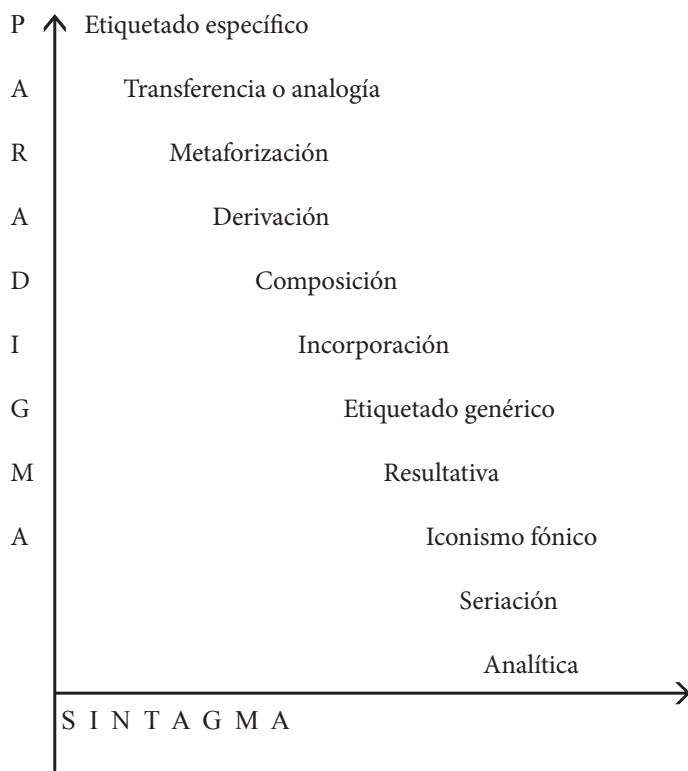 P Etiquetado específico
A Transferencia o analogía
R Metaforización
A Derivación
D Composición
I Incorporación
G Etiquetado genérico
M Resultativa
A Iconismo fónico
Seriación
Analítica
S I N T A G M A